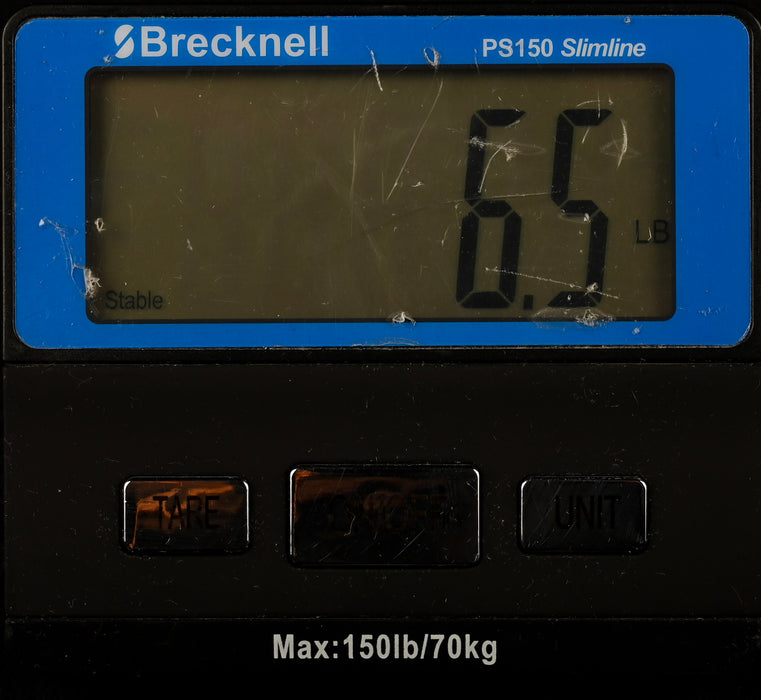 Brecknell
PS150 Slimline
6.5
LB
Stable
TARE
UNIT
Max:150lb/70kg